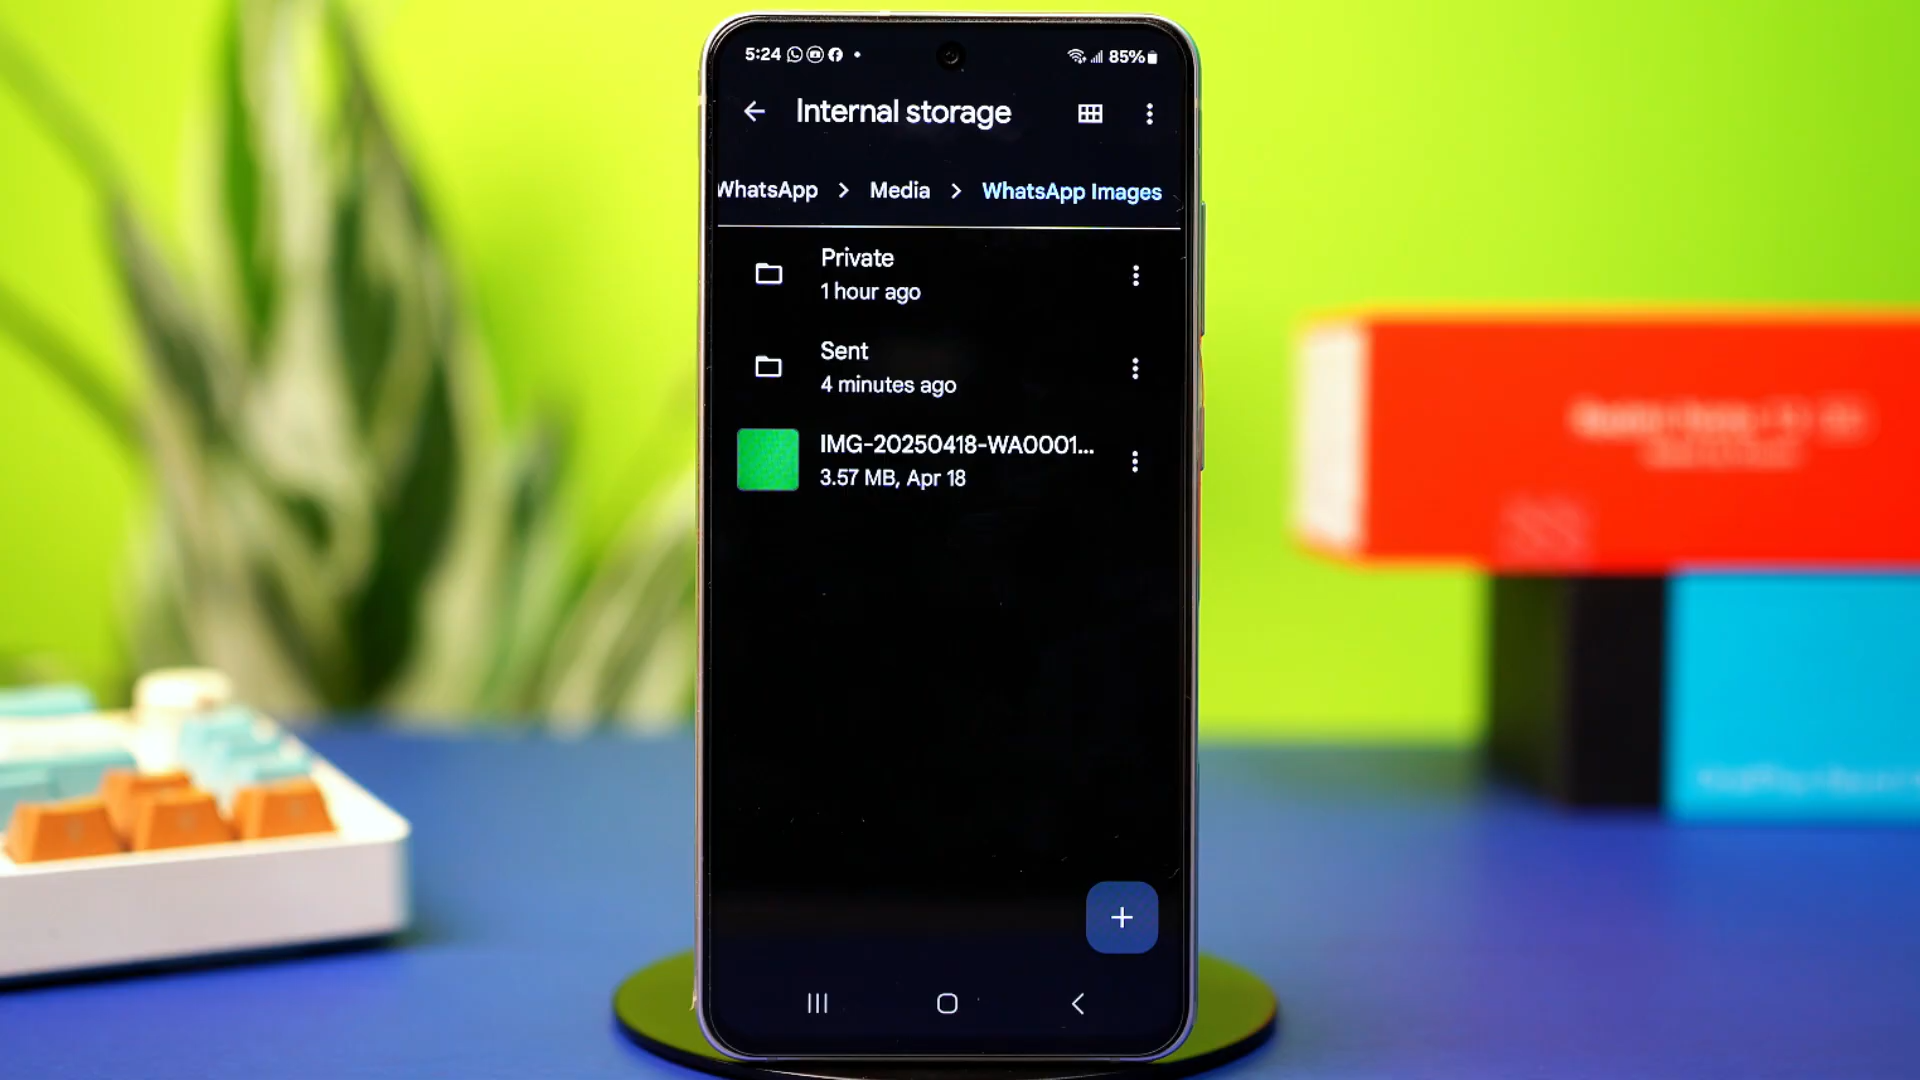 5:24 85%
Internal storage
WhatsApp > Media > WhatsApp Images
Private
1 hour ago
Sent
4 minutes ago
IMG-20250418-WA0001...
3.57 MB, Apr 18